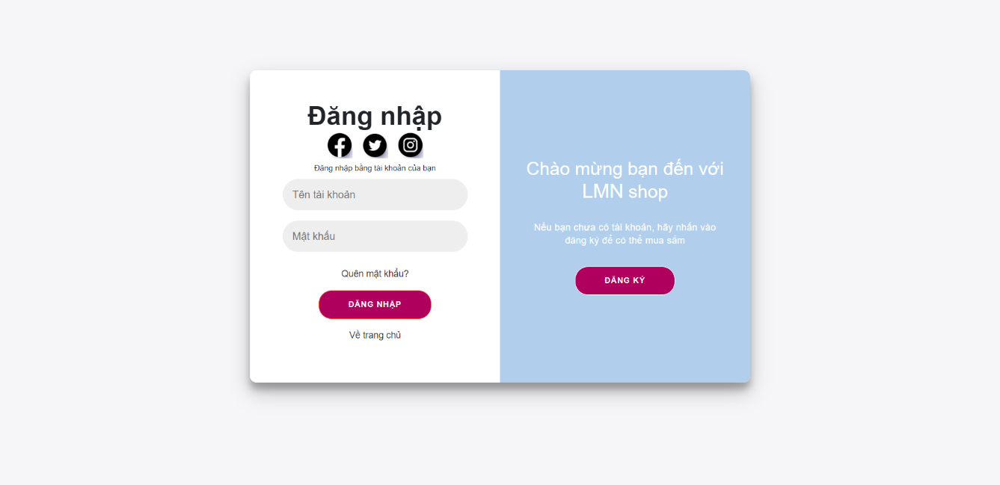 Đăng nhập
Đăng nhập bằng tài khoản của bạn
Tên tài khoản
Mật khẩu
Quên mật khẩu?
ĐĂNG NHẬP
Về trang chủ
Chào mừng bạn đến với
LMN shop
Nếu bạn chưa có tài khoản, hãy nhấn vào
đăng ký để có thể mua sắm
ĐĂNG KÝ